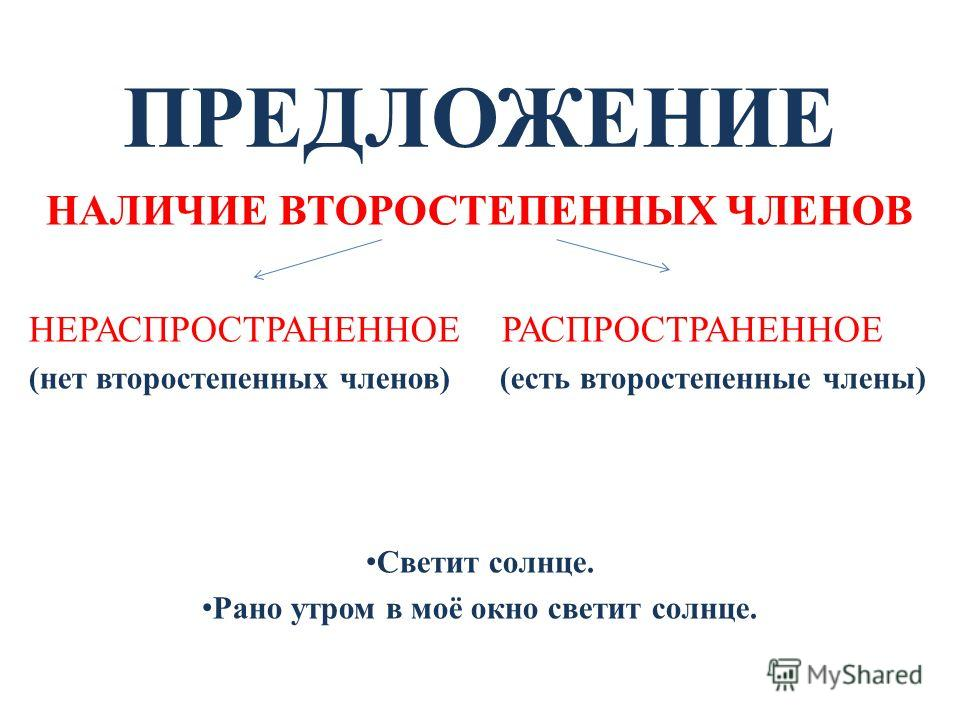 ПРЕДЛОЖЕНИЕ
НАЛИЧИЕ ВТОРОСТЕПЕННЫХ ЧЛЕНОВ
НЕРАСПРОСТРАНЕННОЕ РАСПРОСТРАНЕННОЕ
(нет второстепенных членов) (есть второстепенные члены)
•Светит солнце.
•Рано утром в моё окно светит солнце.
MyShared